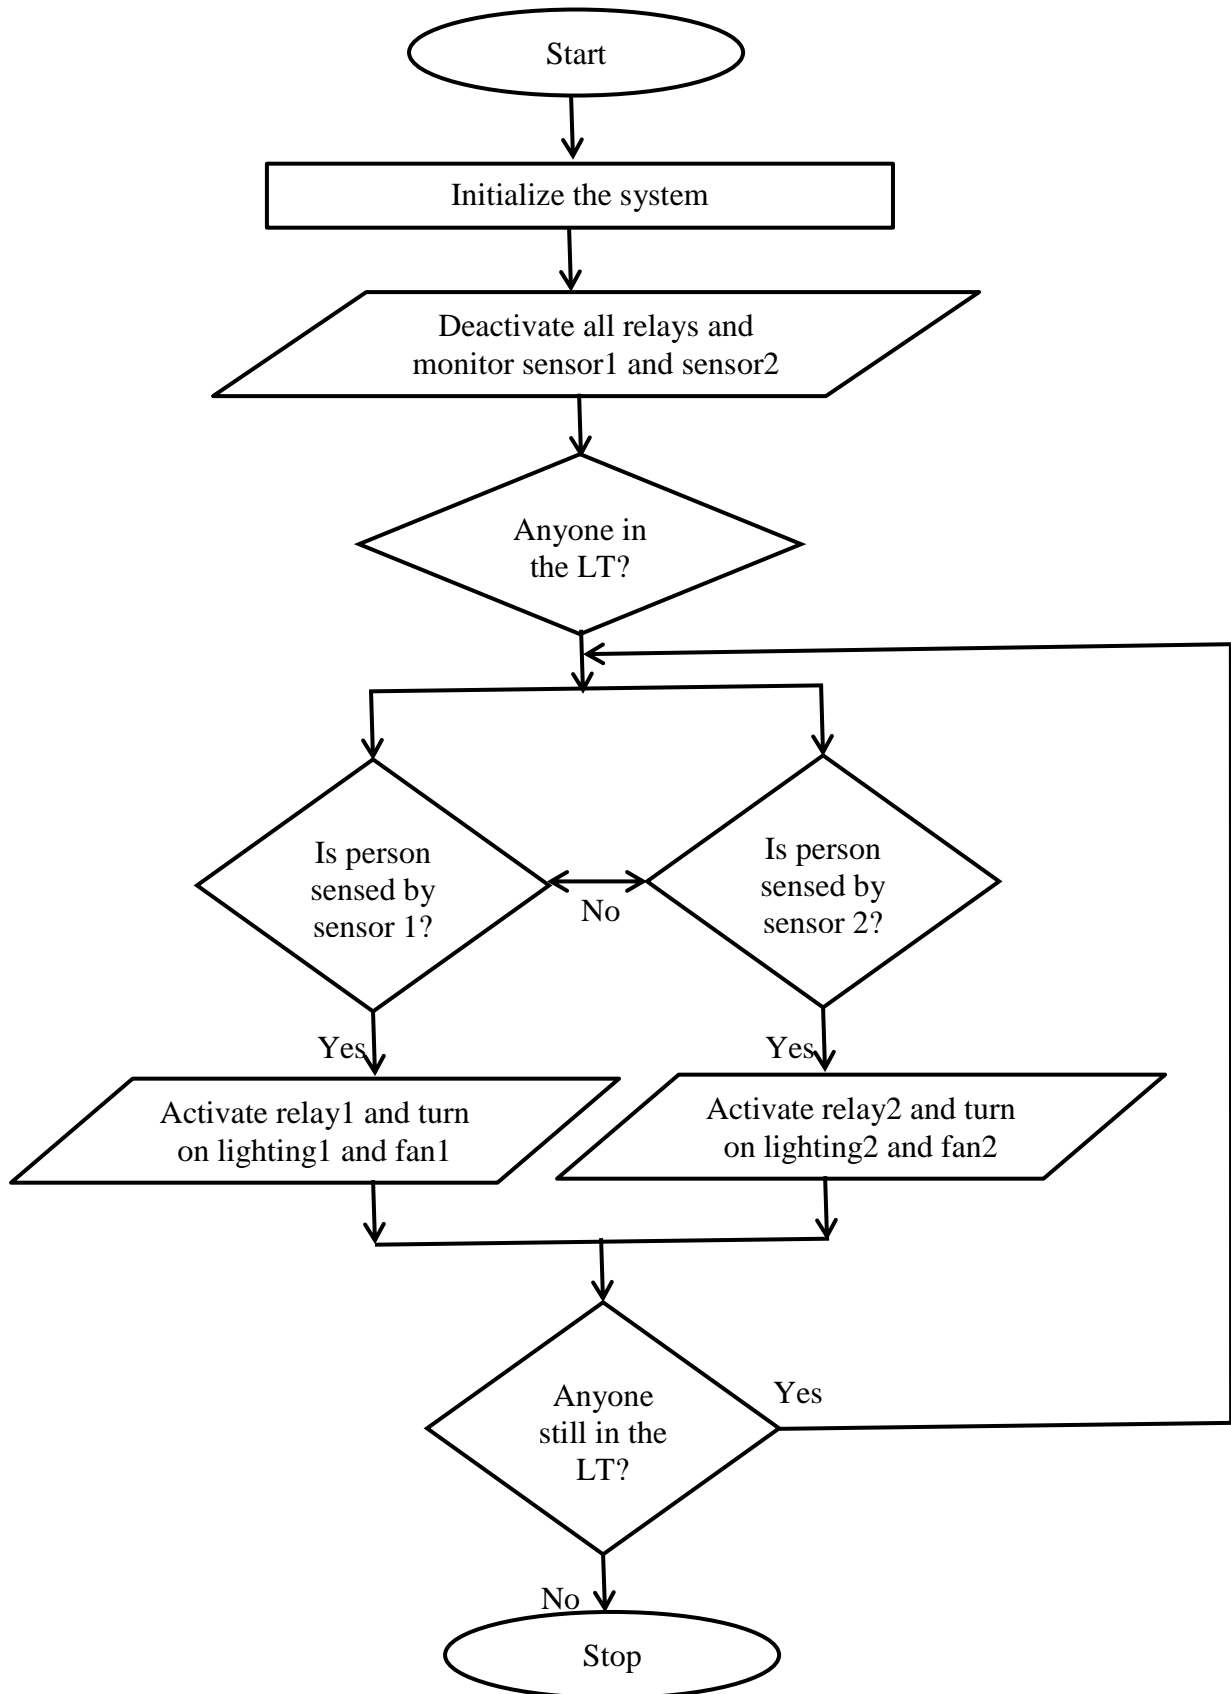 Start
Initialize the system
Deactivate all relays and
monitor sensor1 and sensor2
Anyone in
the LT?
Is person
sensed by
sensor 1?
No
Is person
sensed by
sensor 2?
Yes
Yes
Activate relay1 and turn
on lighting1 and fan1
Activate relay2 and turn
on lighting2 and fan2
Anyone
still in the
LT?
Yes
No
Stop